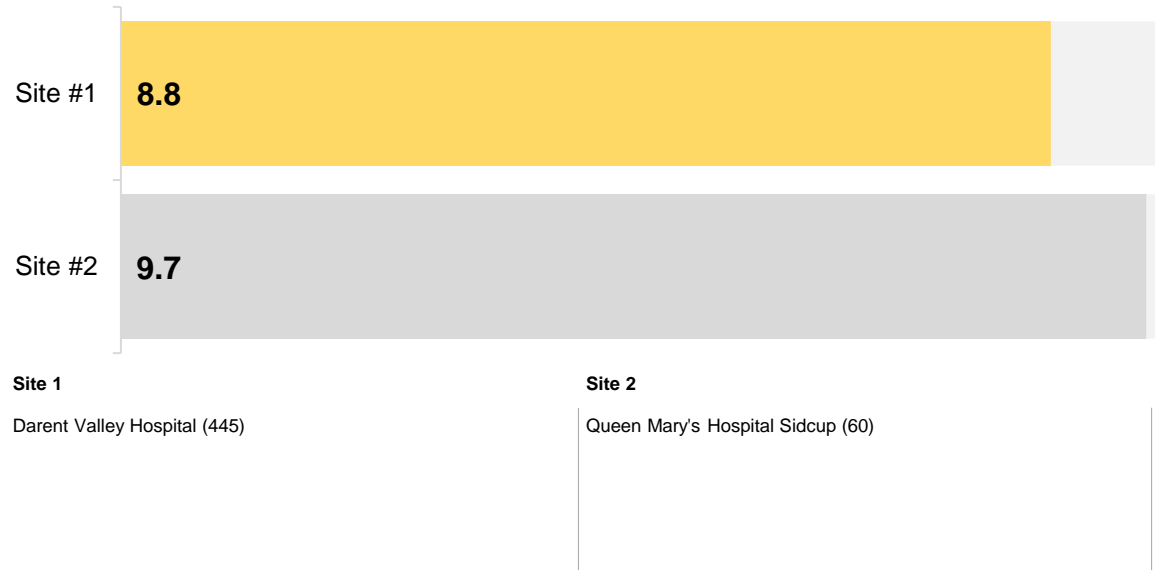 Site #1
8.8
Site #2
9.7
Site 1
Site 2
Darent Valley Hospital (445)
Queen Mary's Hospital Sidcup (60)